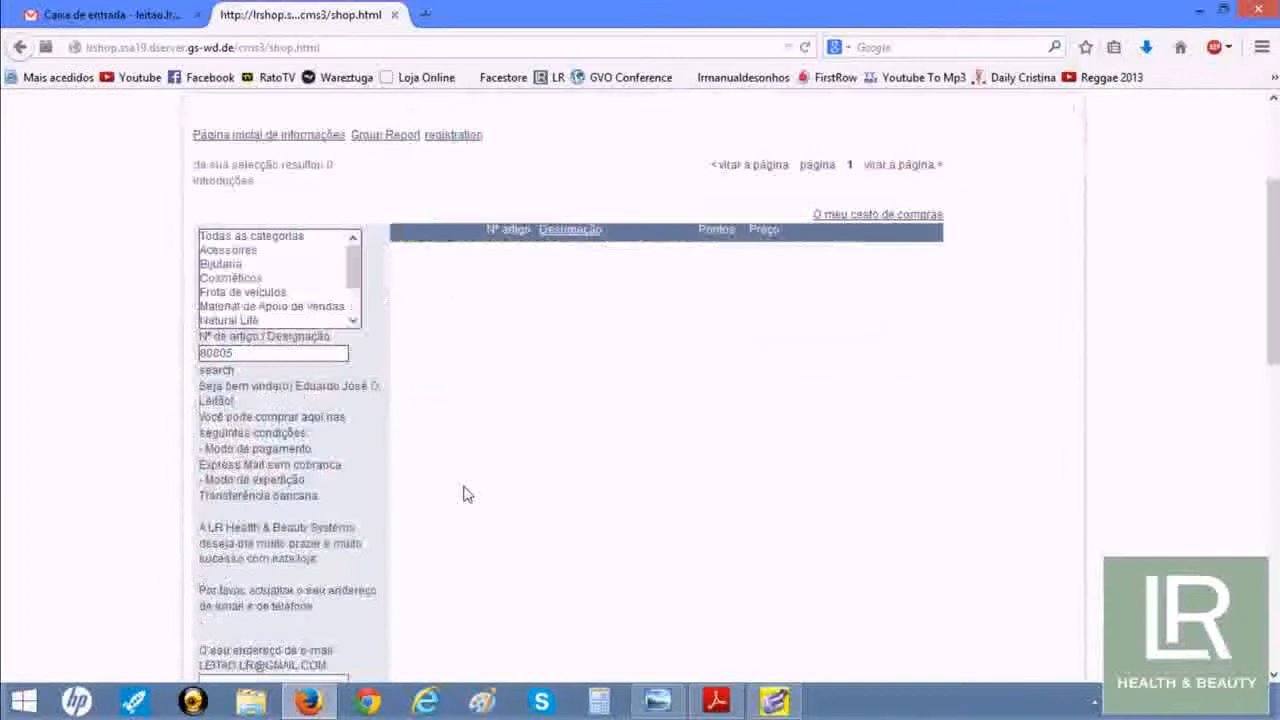 Caixa de entrada - leitao.lr...
http://lrshop.s...cms3/shop.html
lrshop.ssa19.dserver.gs-wd.de/cms3/shop.html
Google
Mais acedidos Youtube Facebook RatoTV Wareztuga Loja Online Facestore LR GVO Conference Irmanualdesonhos FirstRow Youtube To Mp3 Daily Cristina Reggae 2013
Página inicial de informações Group Report registration
da sua selecção resultou 0
introduções
<virar a página página 1 virar a página >
O meu cesto de compras
Nº artigo Designação Pontos Preço
Todas as categorias
Acessoires
Bijutaria
Cosméticos
Frota de veículos
Material de Apoio de Vendas
Natural Life
Nº de artigo / Designação
80805
search
Seja bem vinda(o) Eduardo José D.
Leitão!
Você pode comprar aqui nas
seguintes condições:
- Modo de pagamento
Express Mail sem cobrança
- Modo de expedição
Transferência bancaria
A LR Health & Beauty Systems
deseja-lhe muito prazer e muito
sucesso com esta loja
Por favor, actualize o seu endereço
de email e de telefone
.
O seu endereço de e-mail
LEITAO.LR@GMAIL.COM
hp
LR
HEALTH & BEAUTY